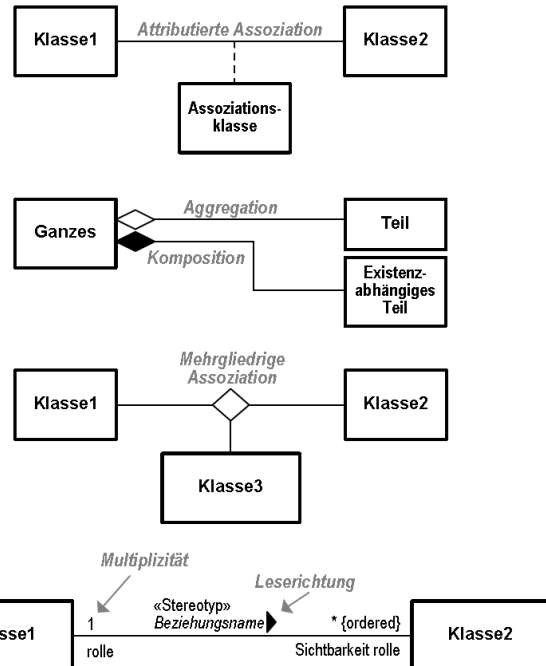 Klasse1
Attributierte Assoziation
Klasse2
Assoziations-
klasse
Ganzes
Aggregation
Teil
Komposition
Existenz-
abhängiges
Teil
Mehrgliedrige
Assoziation
Klasse1
Klasse2
Klasse3
Multiplizität
Leserichtung
«Stereotyp»
sse1
1
Beziehungsname
* {ordered}
Klasse2
rolle
Sichtbarkeit rolle